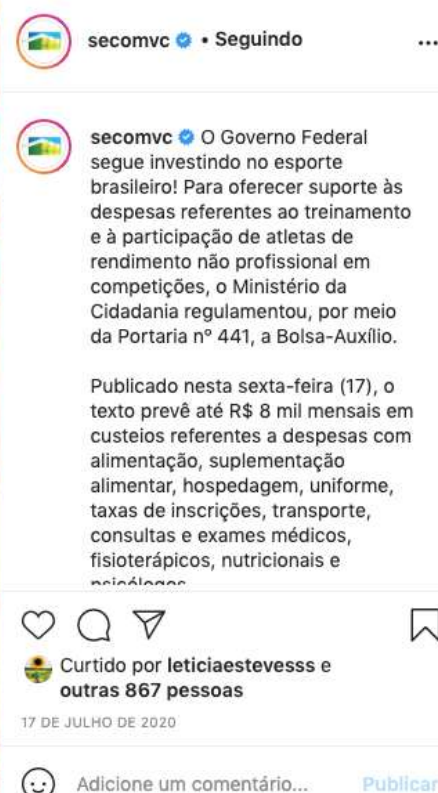 secomvc • Seguindo
secomvc O Governo Federal
segue investindo no esporte
brasileiro! Para oferecer suporte às
despesas referentes ao treinamento
e à participação de atletas de
rendimento não profissional em
competições, o Ministério da
Cidadania regulamentou, por meio
da Portaria nº 441, a Bolsa-Auxílio.
Publicado nesta sexta-feira (17), o
texto prevê até R$ 8 mil mensais em
custeios referentes a despesas com
alimentação, suplementação
alimentar, hospedagem, uniforme,
taxas de inscrições, transporte,
consultas e exames médicos,
fisioterápicos, nutricionais e
Curtido por leticiaestevesss e
outras 867 pessoas
17 DE JULHO DE 2020
Adicione um comentário... Publicar